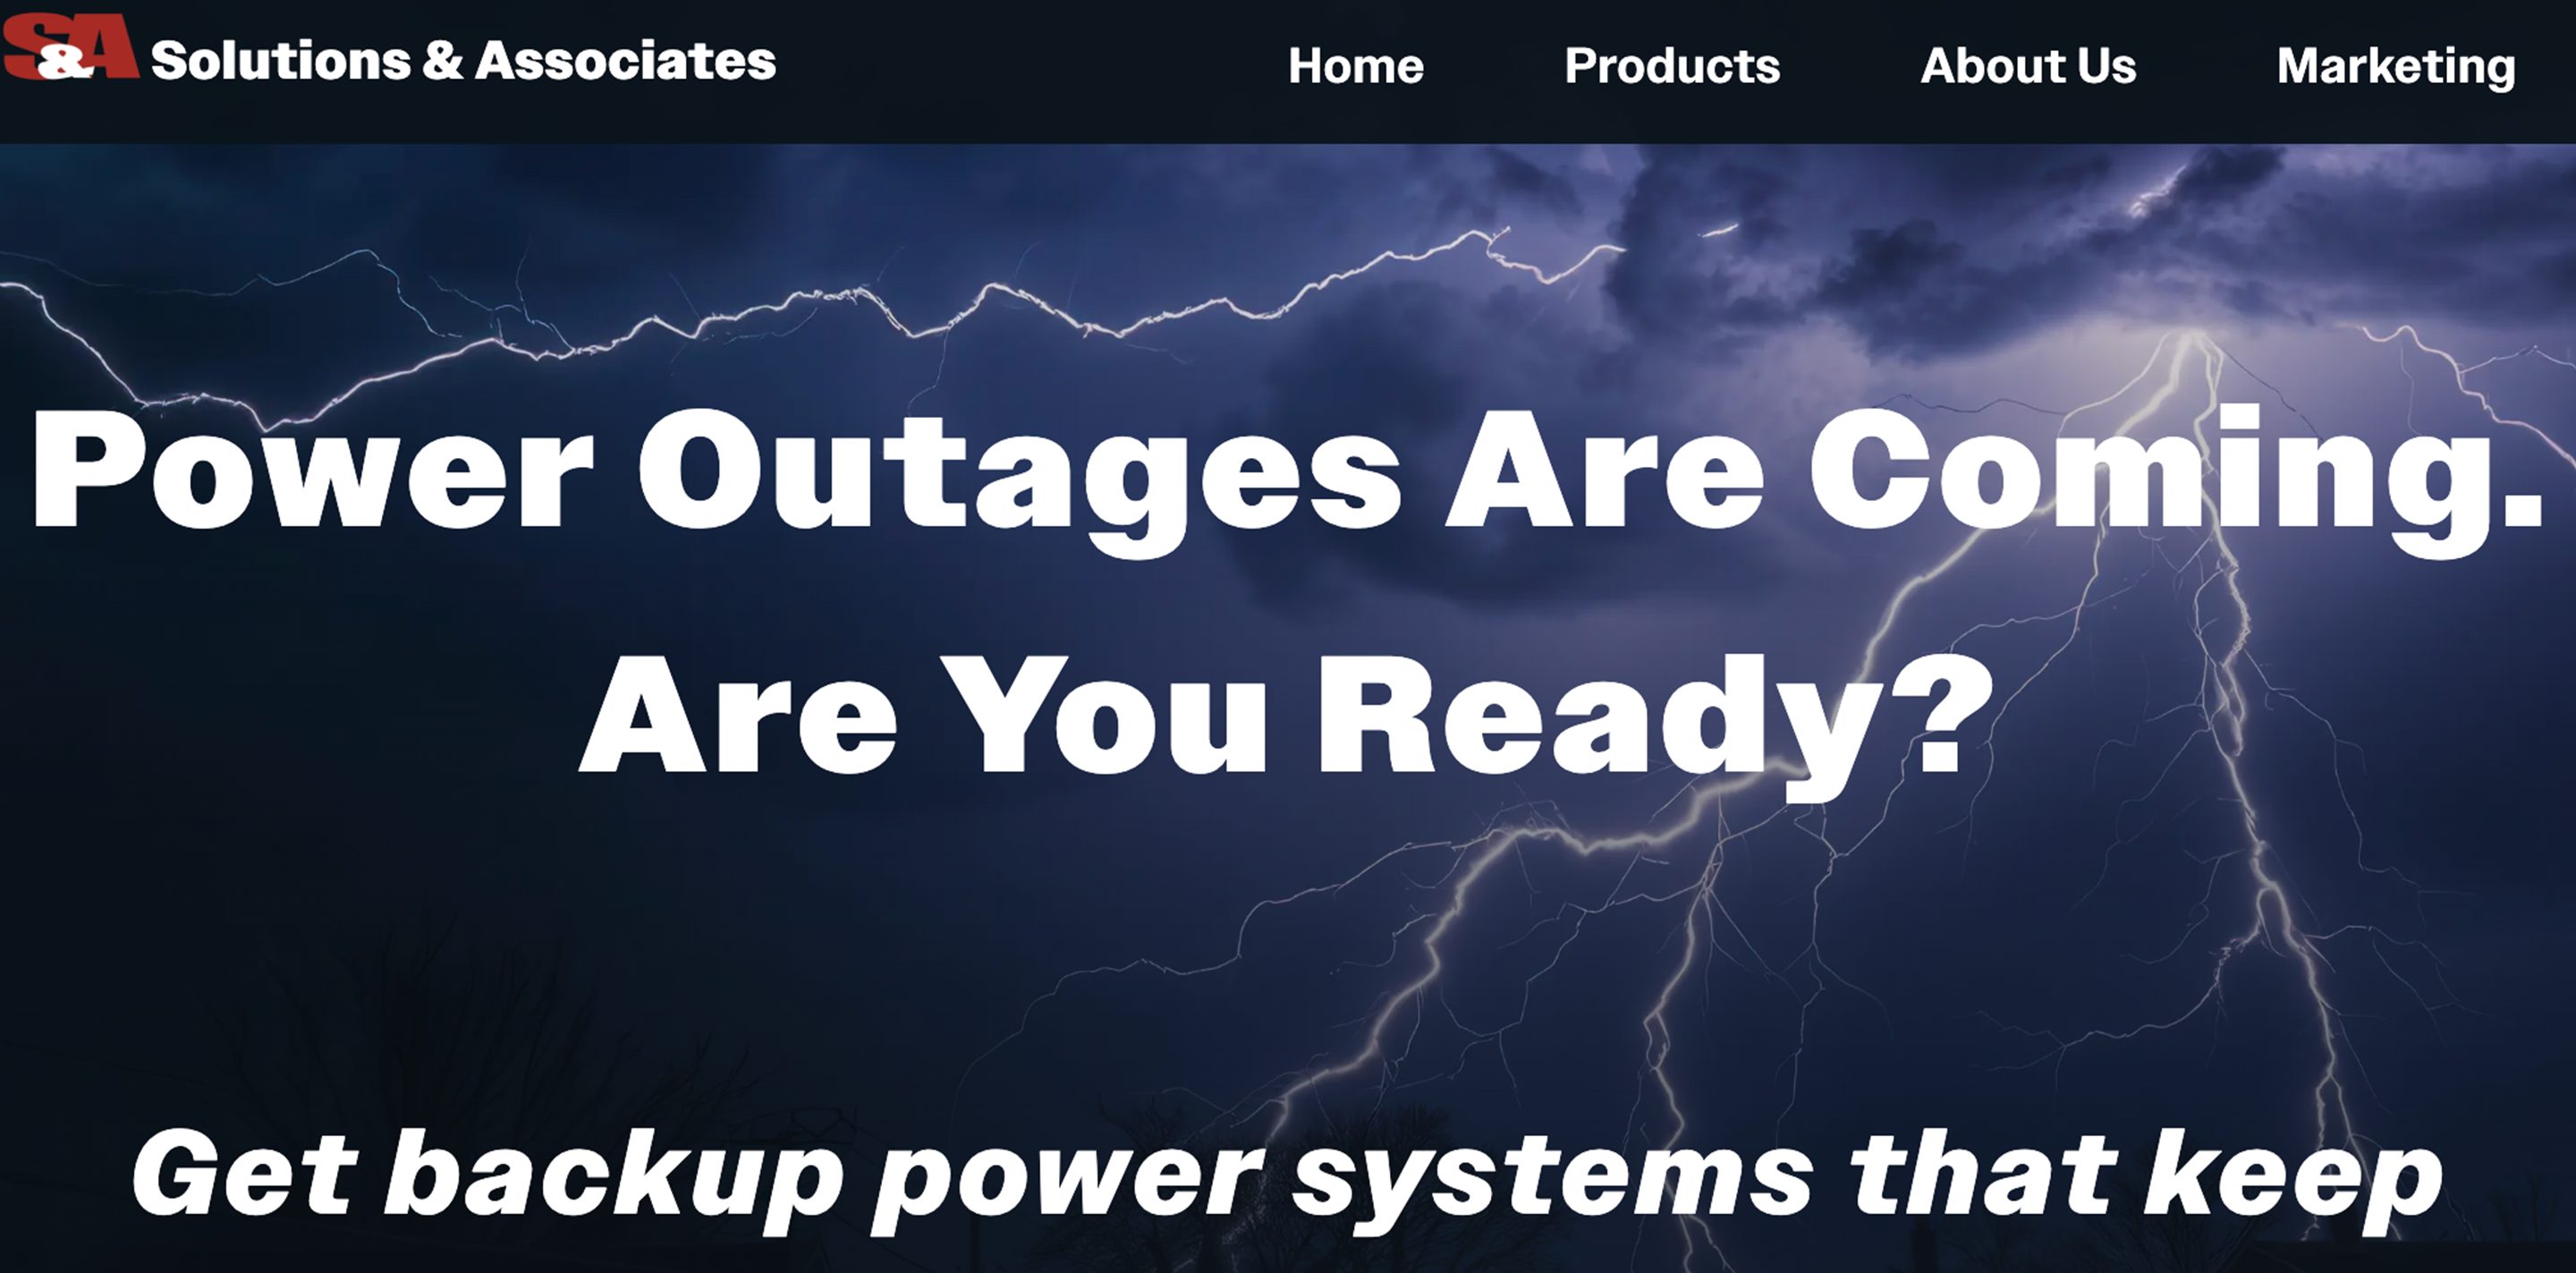 S&A Solutions & Associates
Home Products About Us Marketing
Power Outages Are Coming.
Are You Ready?
Get backup power systems that keep